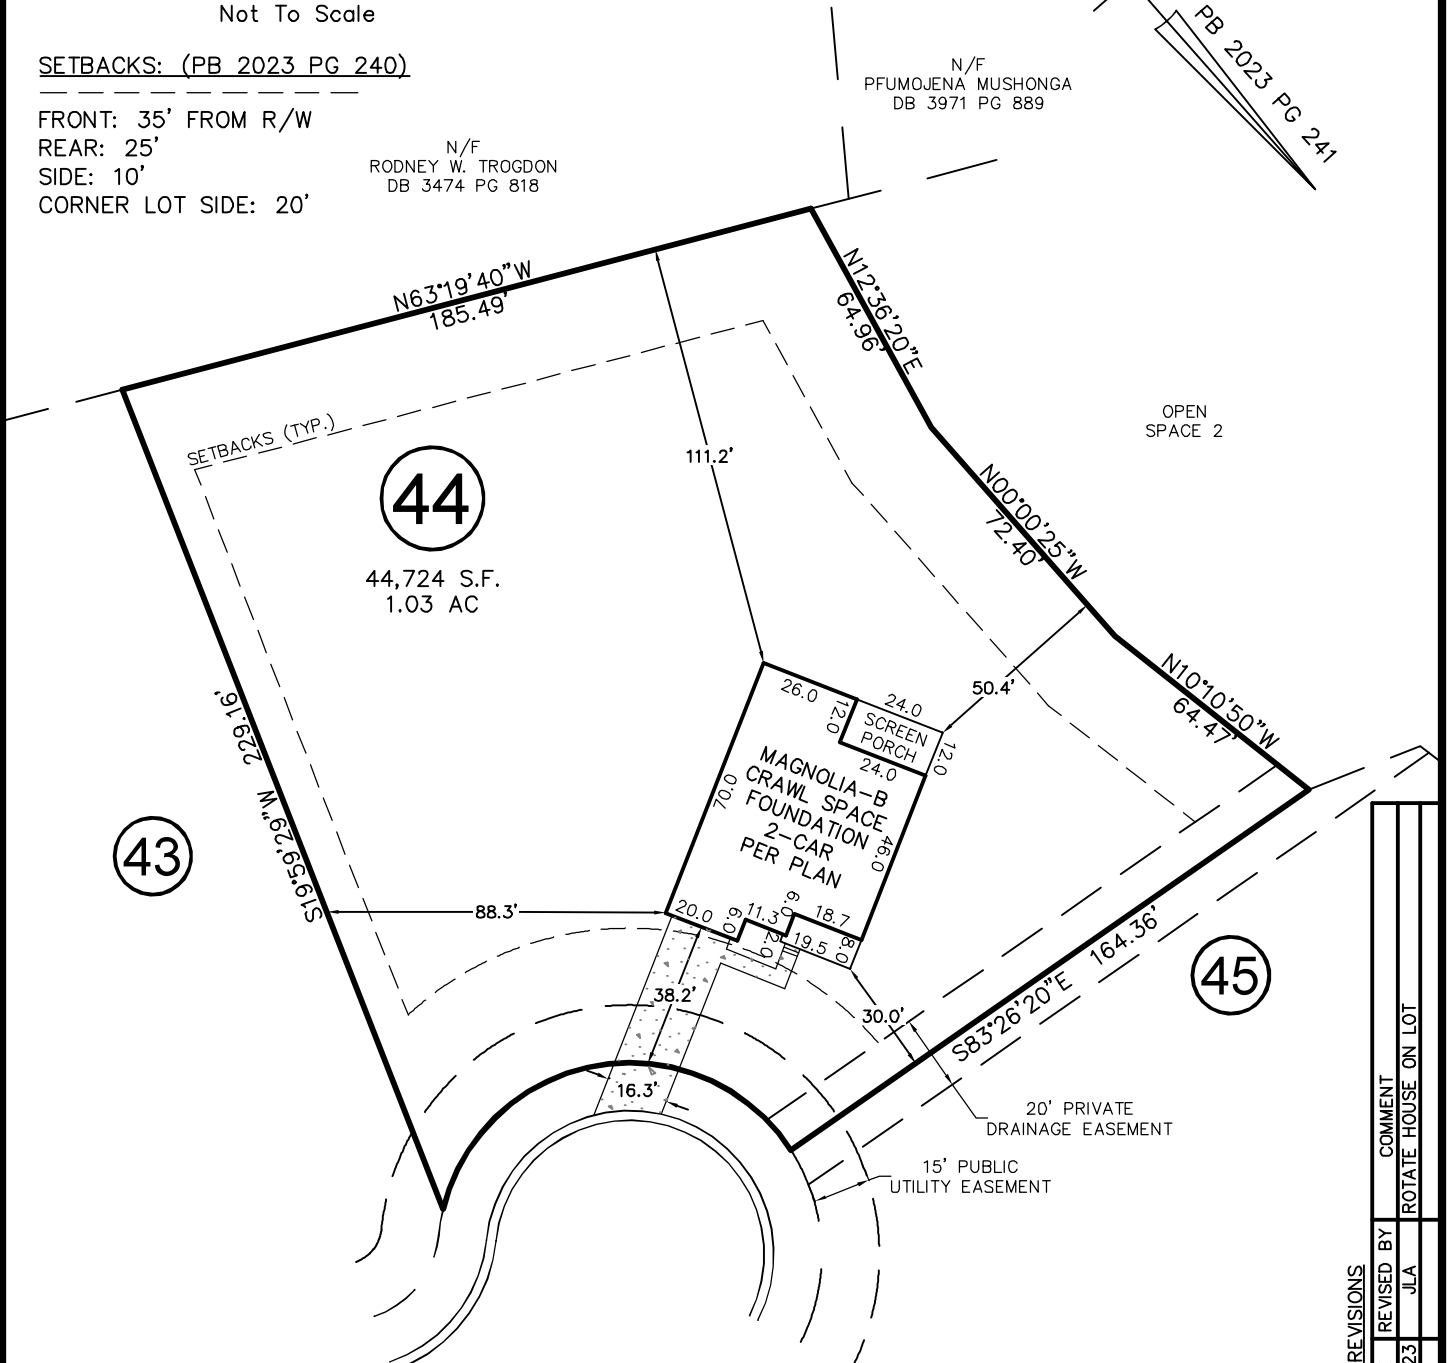 Not To Scale
SETBACKS: (PB 2023 PG 240)
FRONT: 35' FROM R/W
REAR: 25'
SIDE: 10'
CORNER LOT SIDE: 20'
N/F
RODNEY W. TROGDON
DB 3474 PG 818
N/F
PFUMOJENA MUSHONGA
DB 3971 PG 889
PB 2023 PG 241
N63°19'40"W
185.49'
N12°36'20"E
64.96'
OPEN
SPACE 2
SETBACKS (TYP.)
44
44,724 S.F.
1.03 AC
111.2'
N00°00'25"W
72.40'
50.4'
N10°10'50"W
64.47'
229.16'
S19°59'29"W
43
26.0
12.0
24.0
SCREEN
PORCH
12.0
24.0
70.0
MAGNOLIA-B
CRAWL SPACE
FOUNDATION
2-CAR
PER PLAN
46.0
88.3'
20.0
6.0
11.3
6.0
18.7
2.0
19.5
8.0
38.2'
30.0'
16.3'
S83°26'20"E
164.36'
45
20' PRIVATE
DRAINAGE EASEMENT
15' PUBLIC
UTILITY EASEMENT
REVISIONS
REVISED BY
COMMENT
23
JLA
ROTATE HOUSE ON LOT